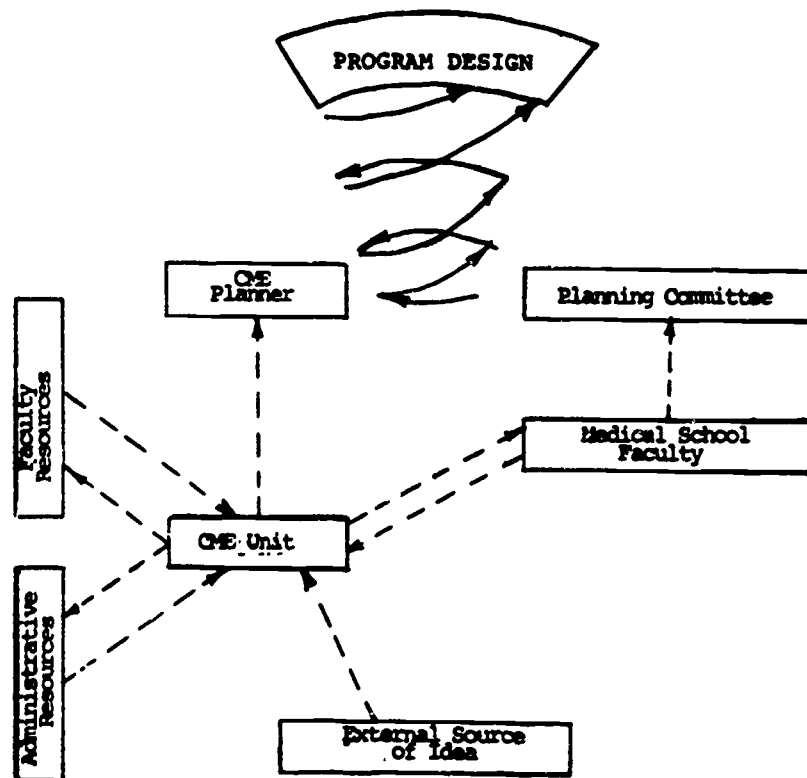 PROGRAM DESIGN
CME
Planner
Planning Committee
Faculty
Resources
Medical School
Faculty
CME Unit
Administrative
Resources
External Source
of Idea